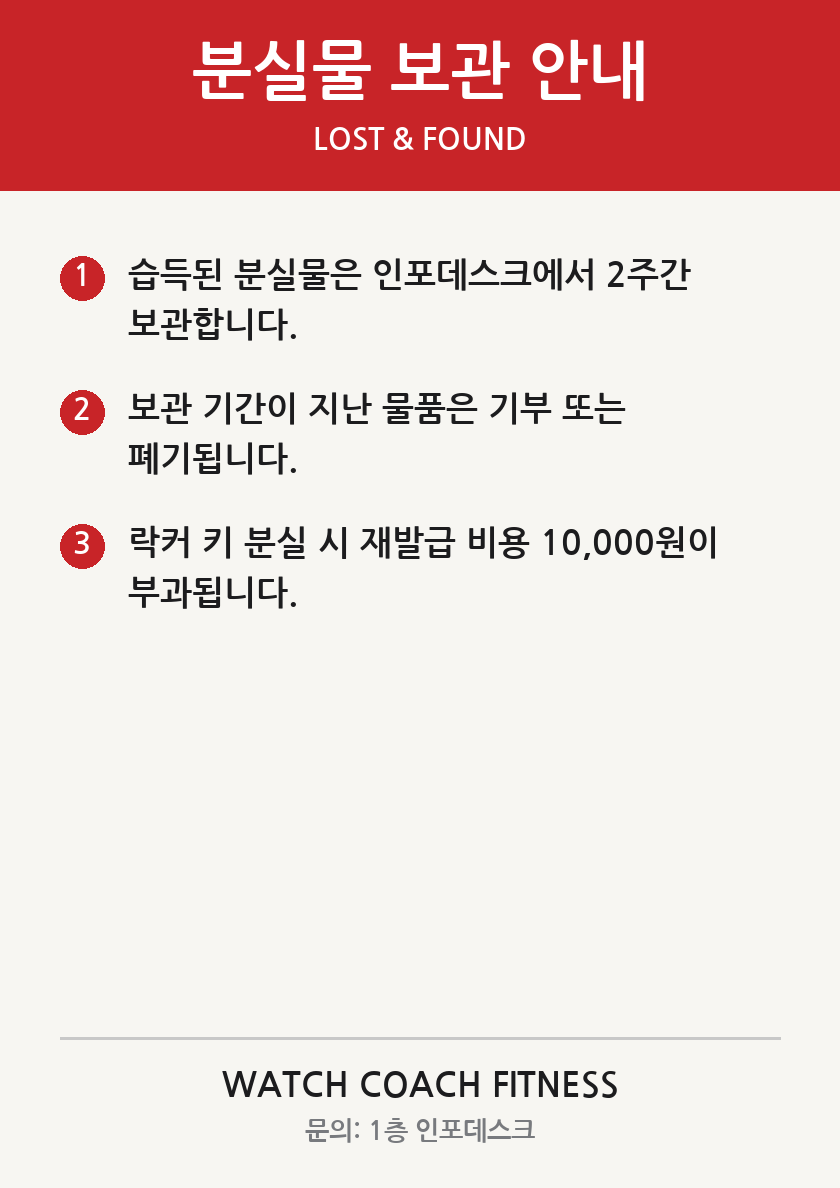 분실물 보관 안내
LOST & FOUND
1 습득된 분실물은 인포데스크에서 2주간
보관합니다.
2 보관 기간이 지난 물품은 기부 또는
폐기됩니다.
3 락커 키 분실 시 재발급 비용 10,000원이
부과됩니다.
WATCH COACH FITNESS
문의: 1층 인포데스크